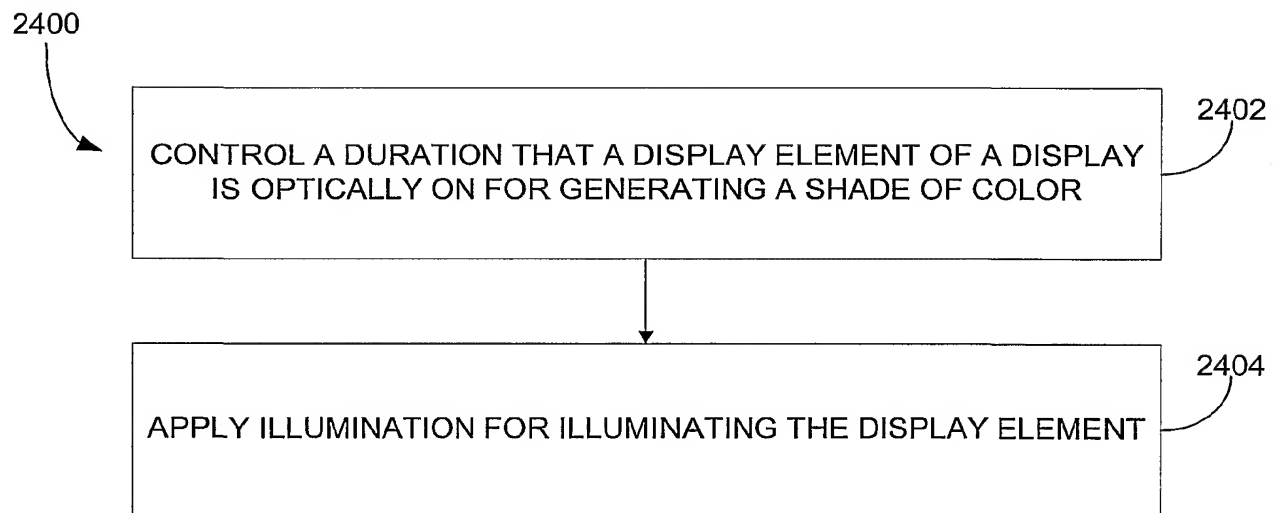 2400
2402
CONTROL A DURATION THAT A DISPLAY ELEMENT OF A DISPLAY
IS OPTICALLY ON FOR GENERATING A SHADE OF COLOR
2404
APPLY ILLUMINATION FOR ILLUMINATING THE DISPLAY ELEMENT